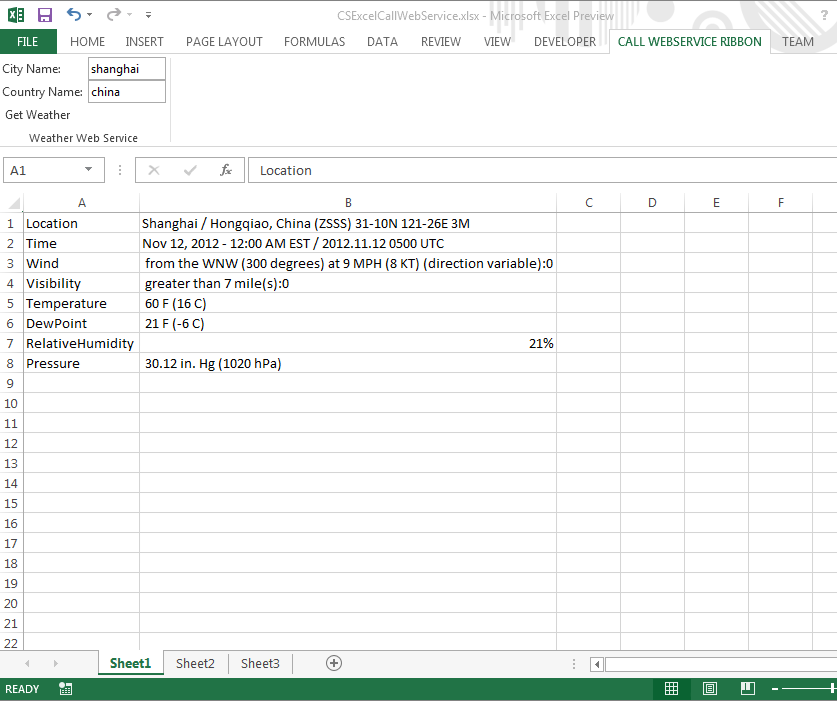 CSExcelCallWebService.xlsx - Microsoft Excel Preview ?
FILE HOME INSERT PAGE LAYOUT FORMULAS DATA REVIEW VIEW DEVELOPER CALL WEBSERVICE RIBBON TEAM
City Name: shanghai
Country Name: china
Get Weather
Weather Web Service
A1 fx Location
A B C D E F
1 Location Shanghai / Hongqiao, China (ZSSS) 31-10N 121-26E 3M
2 Time Nov 12, 2012 - 12:00 AM EST / 2012.11.12 0500 UTC
3 Wind from the WNW (300 degrees) at 9 MPH (8 KT) (direction variable):0
4 Visibility greater than 7 mile(s):0
5 Temperature 60 F (16 C)
6 DewPoint 21 F (-6 C)
7 RelativeHumidity 21%
8 Pressure 30.12 in. Hg (1020 hPa)
9
10
11
12
13
14
15
16
17
18
19
20
21
22
Sheet1 Sheet2 Sheet3
READY